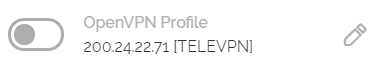 OpenVPN Profile
200.24.22.71 [TELEVPN]